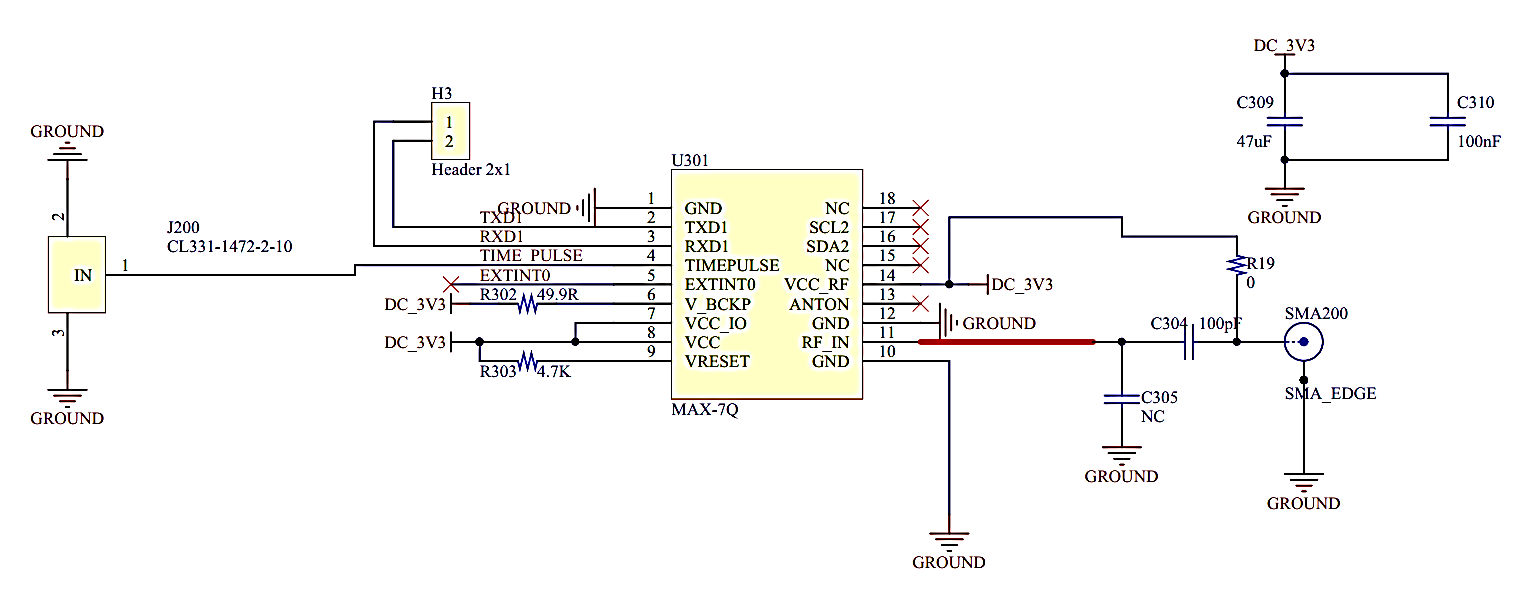 DC_3V3
C309
47uF
C310
100nF
GROUND
H3
1
2
Header 2x1
GROUND
2
J200
CL331-1472-2-10
IN
1
3
GROUND
U301
GROUND
TXD1
RXD1
TIME_PULSE
EXTINT0
DC_3V3
R302
49.9R
DC_3V3
R303
4.7K
1
2
3
4
5
6
7
8
9
GND
TXD1
RXD1
TIMEPULSE
EXTINT0
V_BCKP
VCC_IO
VCC
VRESET
NC
SCL2
SDA2
NC
VCC_RF
ANTON
GND
RF_IN
GND
18
17
16
15
14
13
12
11
10
MAX-7Q
DC_3V3
GROUND
R19
0
C304
100pF
SMA200
SMA_EDGE
C305
NC
GROUND
GROUND
GROUND